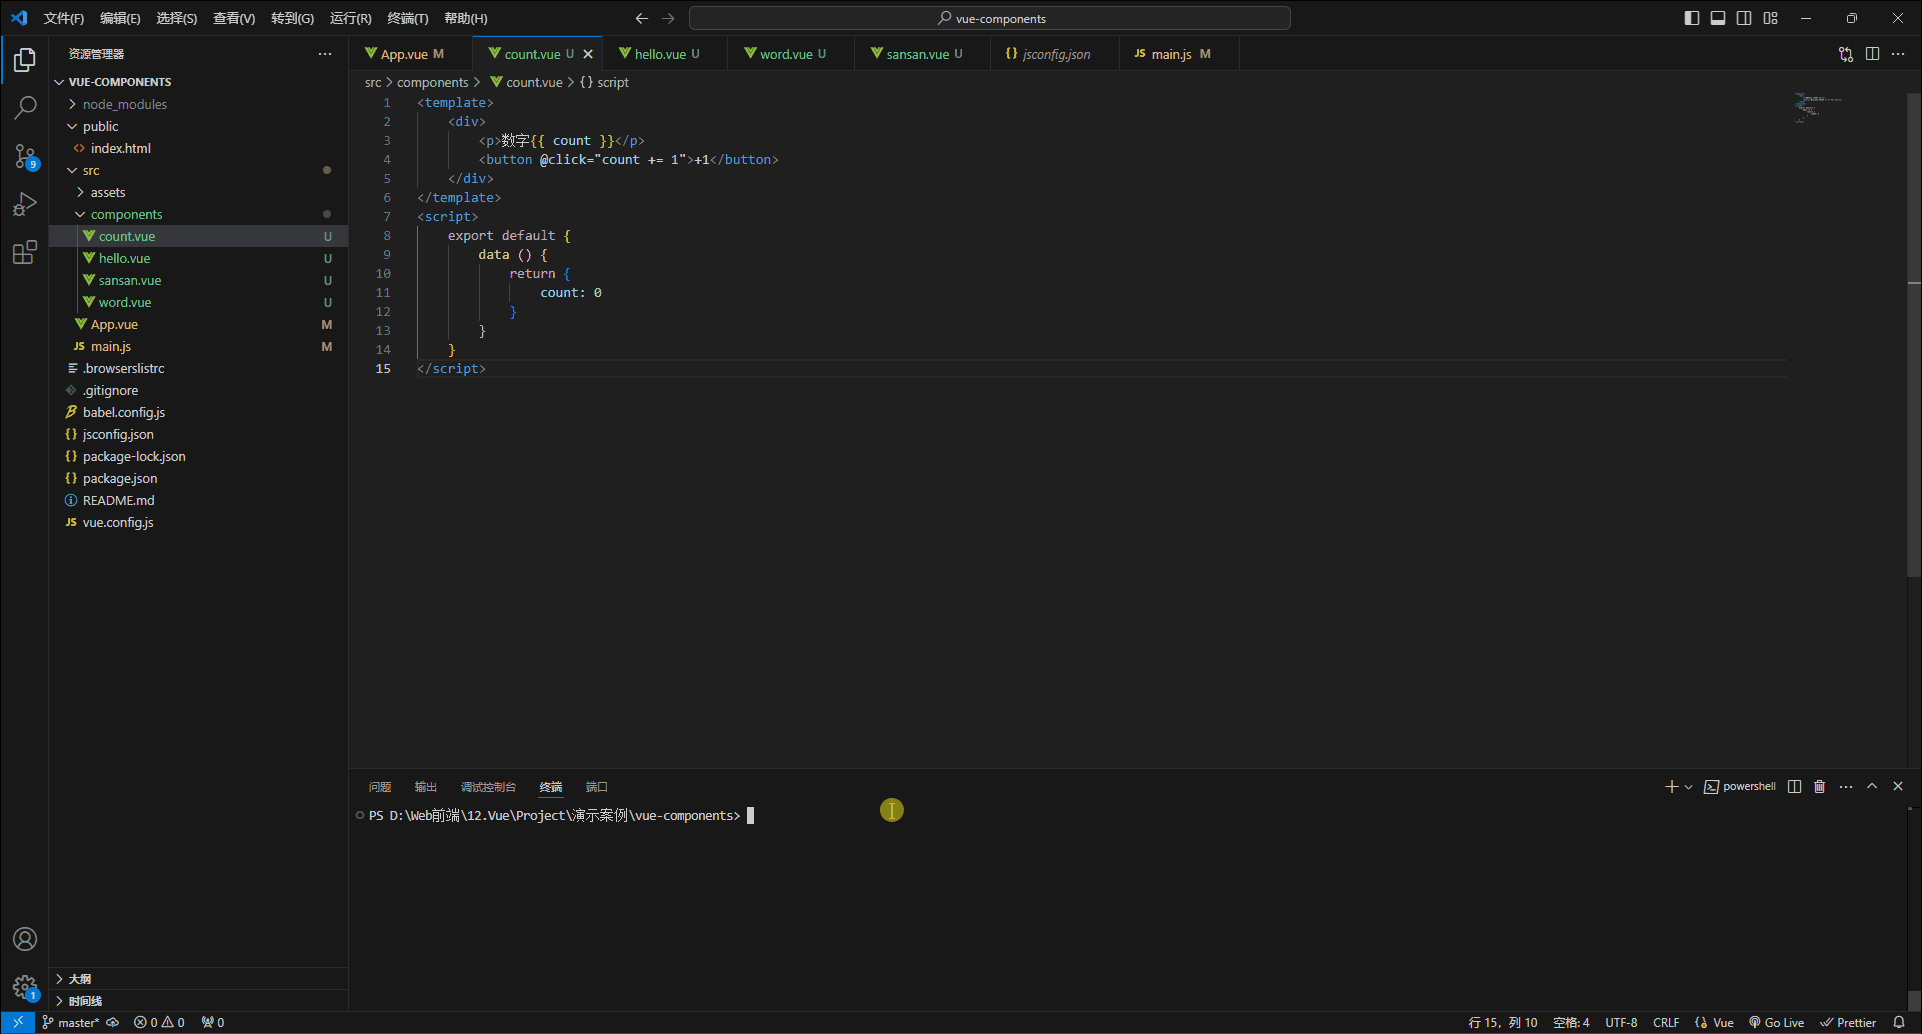 文件(F) 编辑(E) 选择(S) 查看(V) 转到(G) 运行(R) 终端(T) 帮助(H) vue-components
资源管理器
App.vue M count.vue U hello.vue U word.vue U sansan.vue U {} jsconfig.json JS main.js M
VUE-COMPONENTS
node_modules
public
index.html
src
assets
components
count.vue U
hello.vue U
sansan.vue U
word.vue U
App.vue M
JS main.js M
.browserslistrc
.gitignore
babel.config.js
{} jsconfig.json
{} package-lock.json
{} package.json
README.md
JS vue.config.js
9
1
大纲
时间线
src > components > count.vue > {} script
1 <template>
2 <div>
3 <p>数字{{ count }}</p>
4 <button @click="count += 1">+1</button>
5 </div>
6 </template>
7 <script>
8 export default {
9 data () {
10 return {
11 count: 0
12 }
13 }
14 }
15 </script>
问题 输出 调试控制台 终端 端口 powershell
PS D:\Web前端\12.Vue\Project\演示案例\vue-components>
master* 0 0 0 行 15，列 10 空格: 4 UTF-8 CRLF {} Vue Go Live Prettier